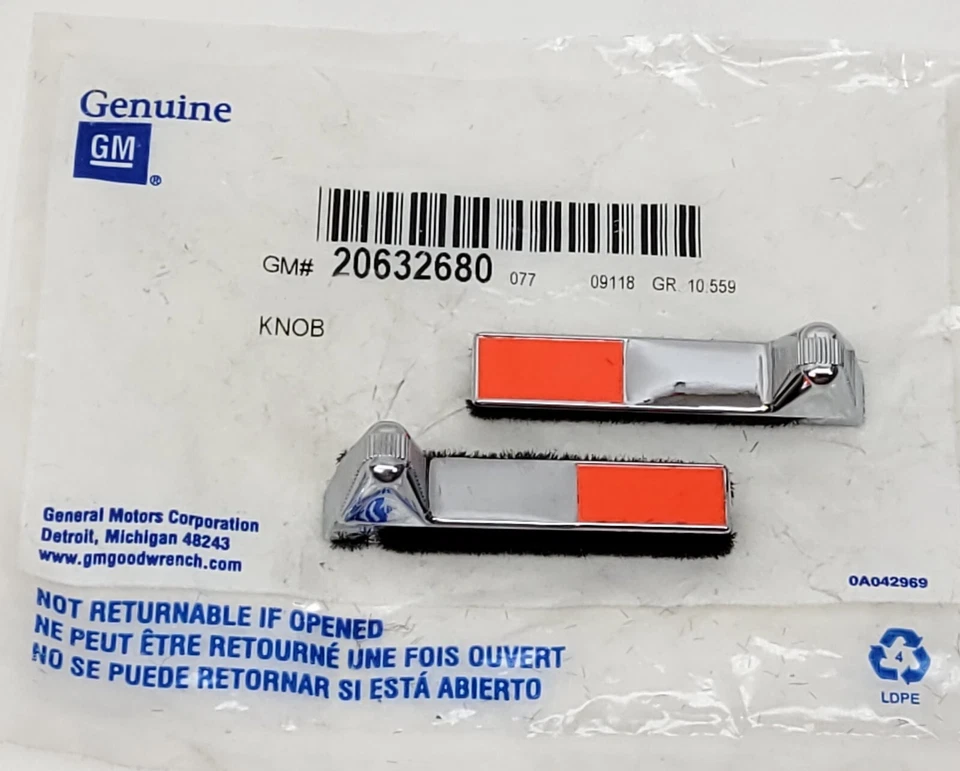 Genuine
GM
®
GM# 20632680 077 09118 GR. 10.559
KNOB
General Motors Corporation
Detroit, Michigan 48243
www.gmgoodwrench.com
0A042969
NOT RETURNABLE IF OPENED
NE PEUT ÊTRE RETOURNÉ UNE FOIS OUVERT
NO SE PUEDE RETORNAR SI ESTÁ ABIERTO
4
LDPE